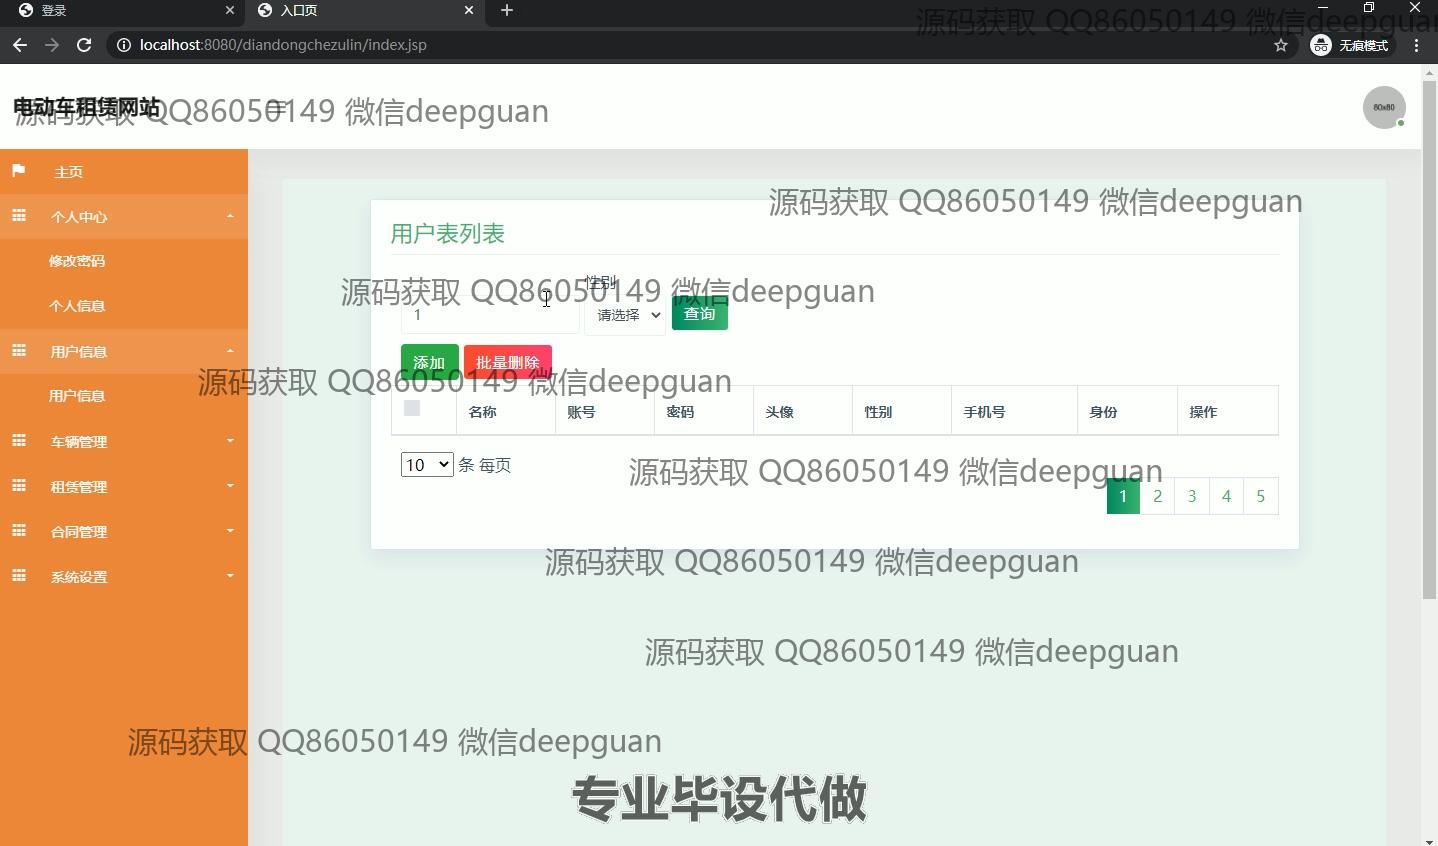 登录
入口页
localhost:8080/diandongchezulin/index.jsp
无痕模式
源码获取 QQ86050149 微信deepguan
电动车租赁网站
源码获取 QQ86050149 微信deepguan
80x80
主页
个人中心
修改密码
个人信息
用户信息
用户信息
车辆管理
租赁管理
合同管理
系统设置
源码获取 QQ86050149 微信deepguan
用户表列表
性别
源码获取 QQ86050149 微信deepguan
1
请选择
查询
添加
批量删除
源码获取 QQ86050149 微信deepguan
名称 账号 密码 头像 性别 手机号 身份 操作
10 条 每页
源码获取 QQ86050149 微信deepguan
1 2 3 4 5
源码获取 QQ86050149 微信deepguan
源码获取 QQ86050149 微信deepguan
源码获取 QQ86050149 微信deepguan
专业毕设代做